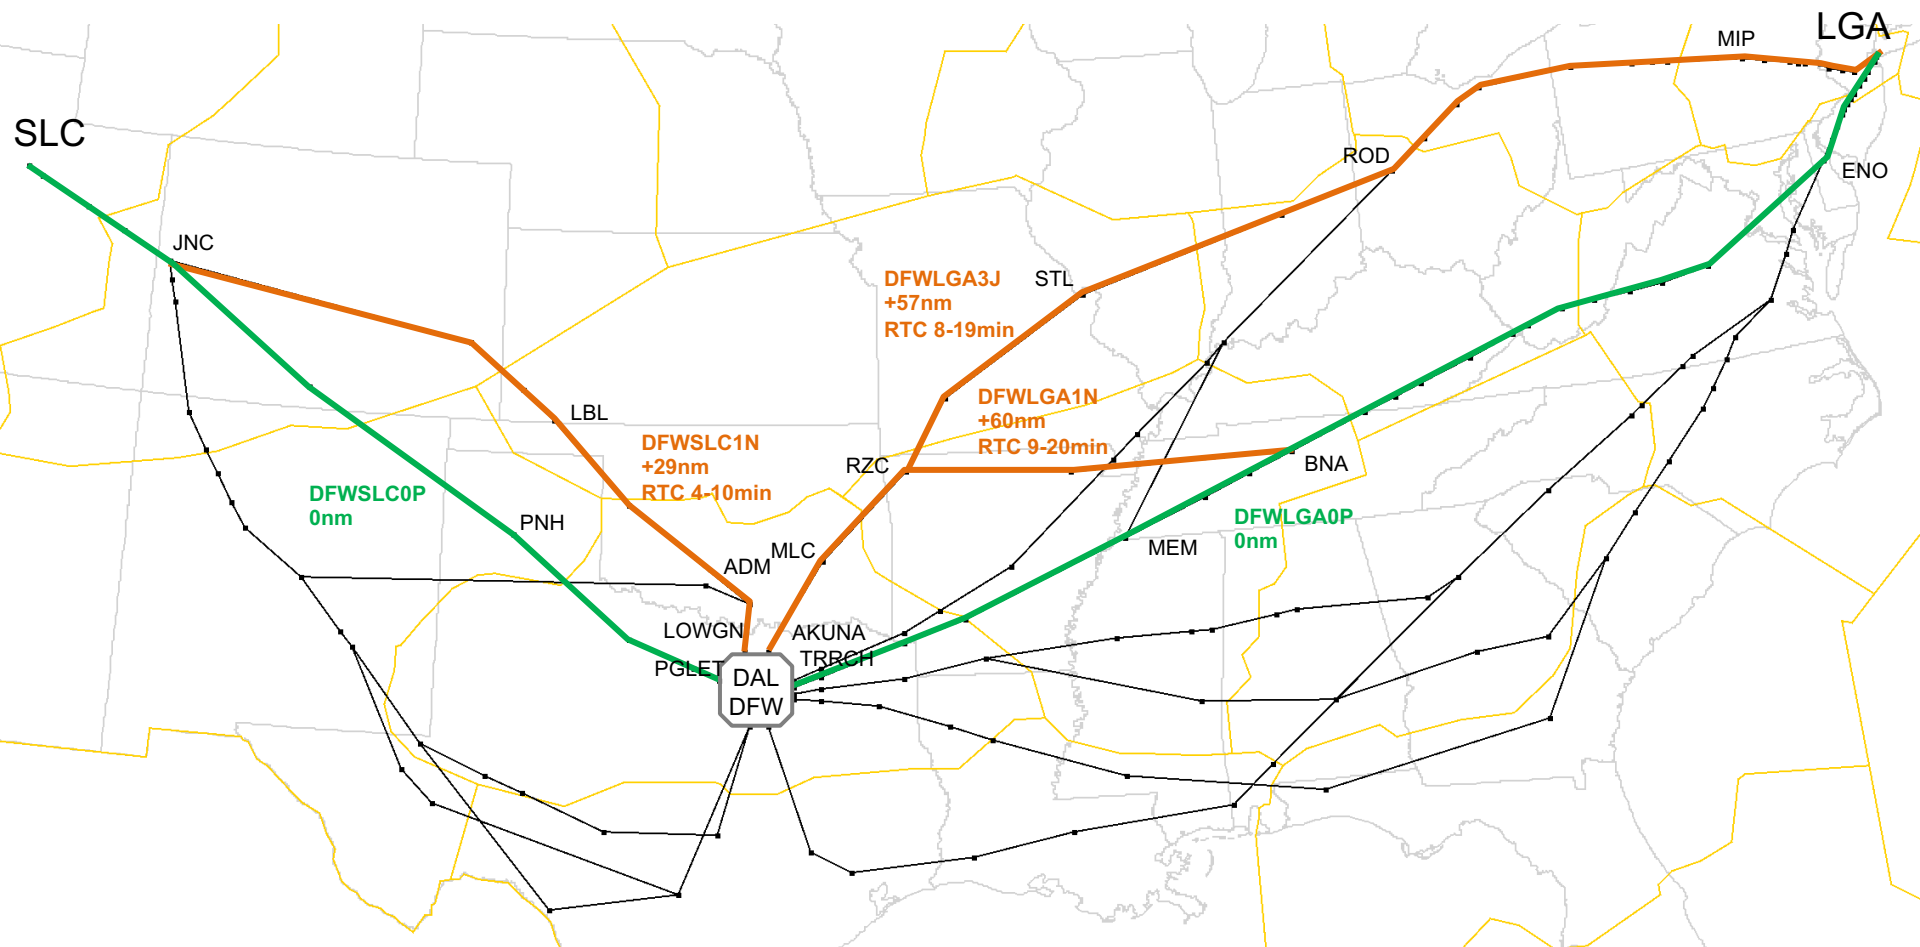 LGA
MIP
SLC
ROD
ENO
JNC
DFWLGA3J
+57nm
RTC 8-19min
STL
LBL
DFWLGA1N
+60nm
RTC 9-20min
DFWSLC1N
+29nm
RTC 4-10min
RZC
BNA
DFWSLC0P
0nm
PNH
DFWLGA0P
0nm
MEM
MLC
ADM
LOWGN
AKUNA
TRRCH
PGLET
DAL
DFW